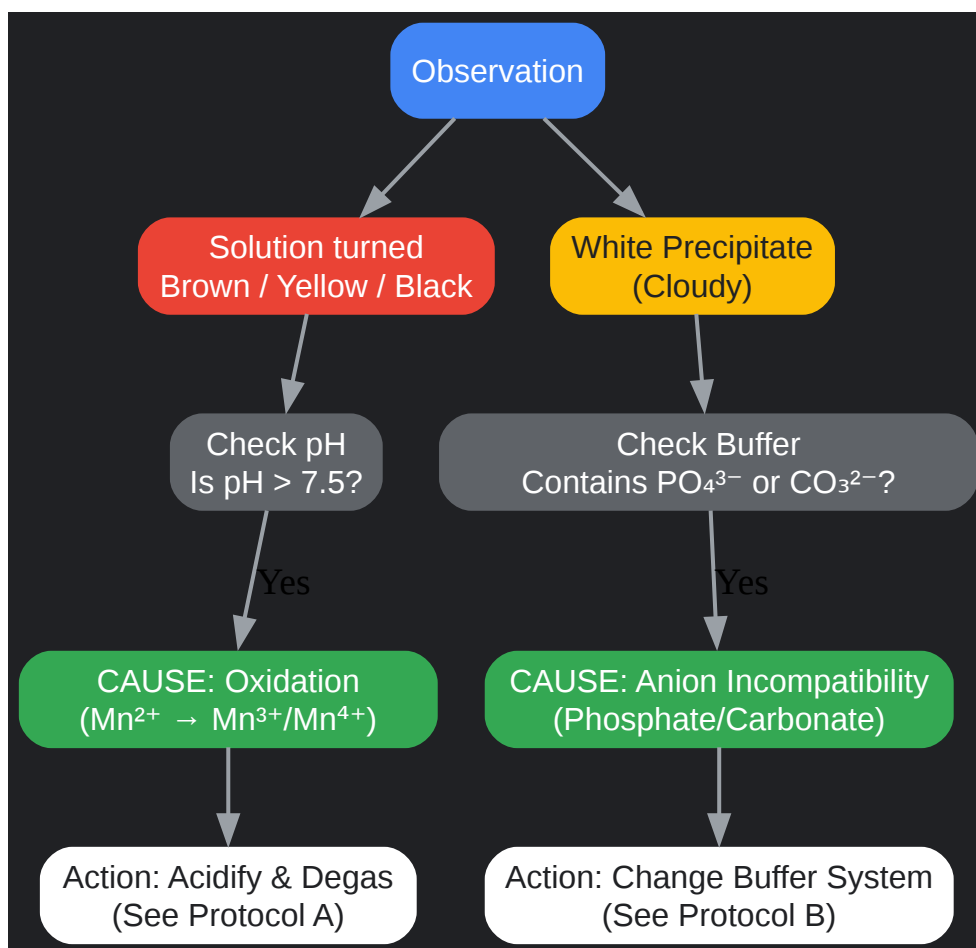 Observation
Solution turned
Brown / Yellow / Black
White Precipitate
(Cloudy)
Check pH
Is pH > 7.5?
Check Buffer
Contains PO₄³⁻ or CO₃²⁻?
Yes
Yes
CAUSE: Oxidation
(Mn²⁺ → Mn³⁺/Mn⁴⁺)
CAUSE: Anion Incompatibility
(Phosphate/Carbonate)
Action: Acidify & Degas
(See Protocol A)
Action: Change Buffer System
(See Protocol B)